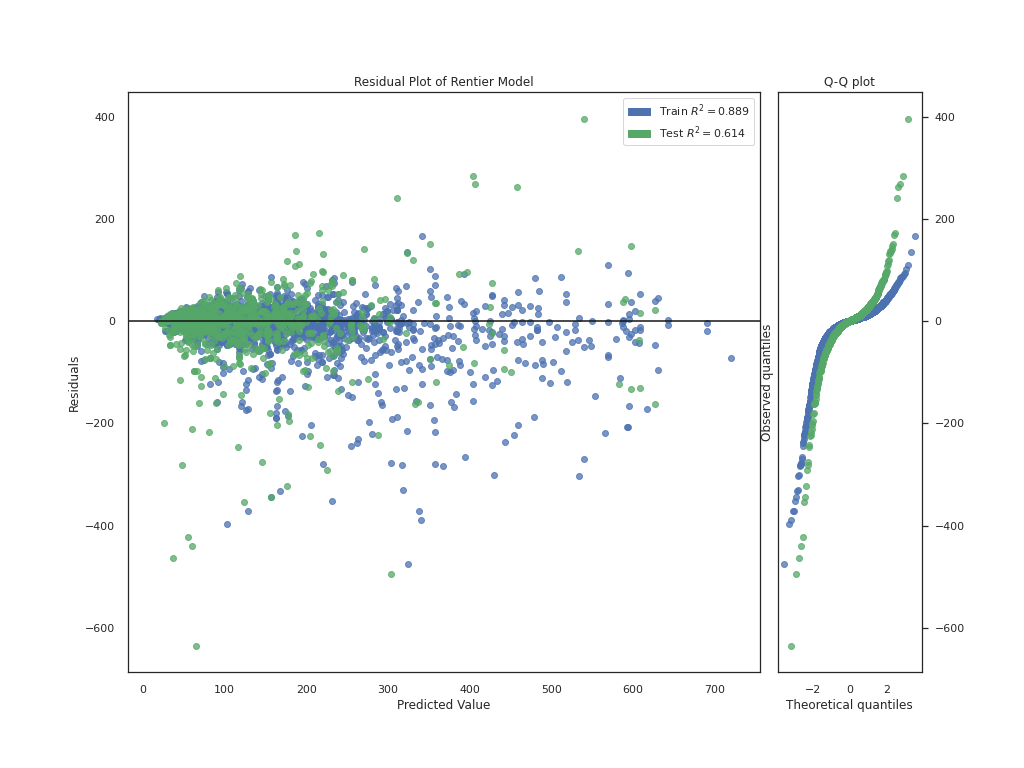 Residual Plot of Rentier Model
Train R² = 0.889
Test R² = 0.614
400
200
0
−200
−400
−600
Residuals
0 100 200 300 400 500 600 700
Predicted Value
Q-Q plot
Observed quantiles
400
200
0
−200
−400
−600
−2 0 2
Theoretical quantiles